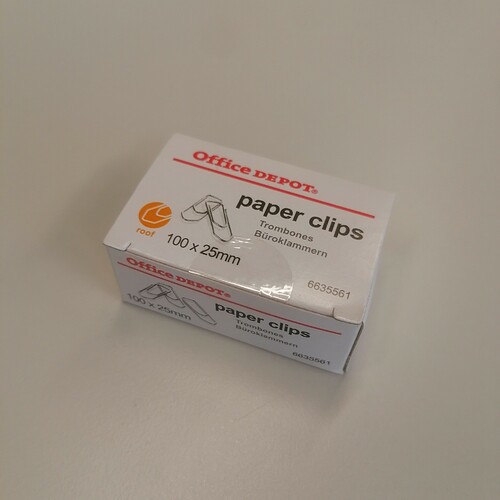 Office DEPOT®
paper clips
Trombones
Büroklammern
roof
100 x 25mm
6635561
Office DEPOT®
100 x 25mm
paper clips
Trombones
Büroklammern
6635561